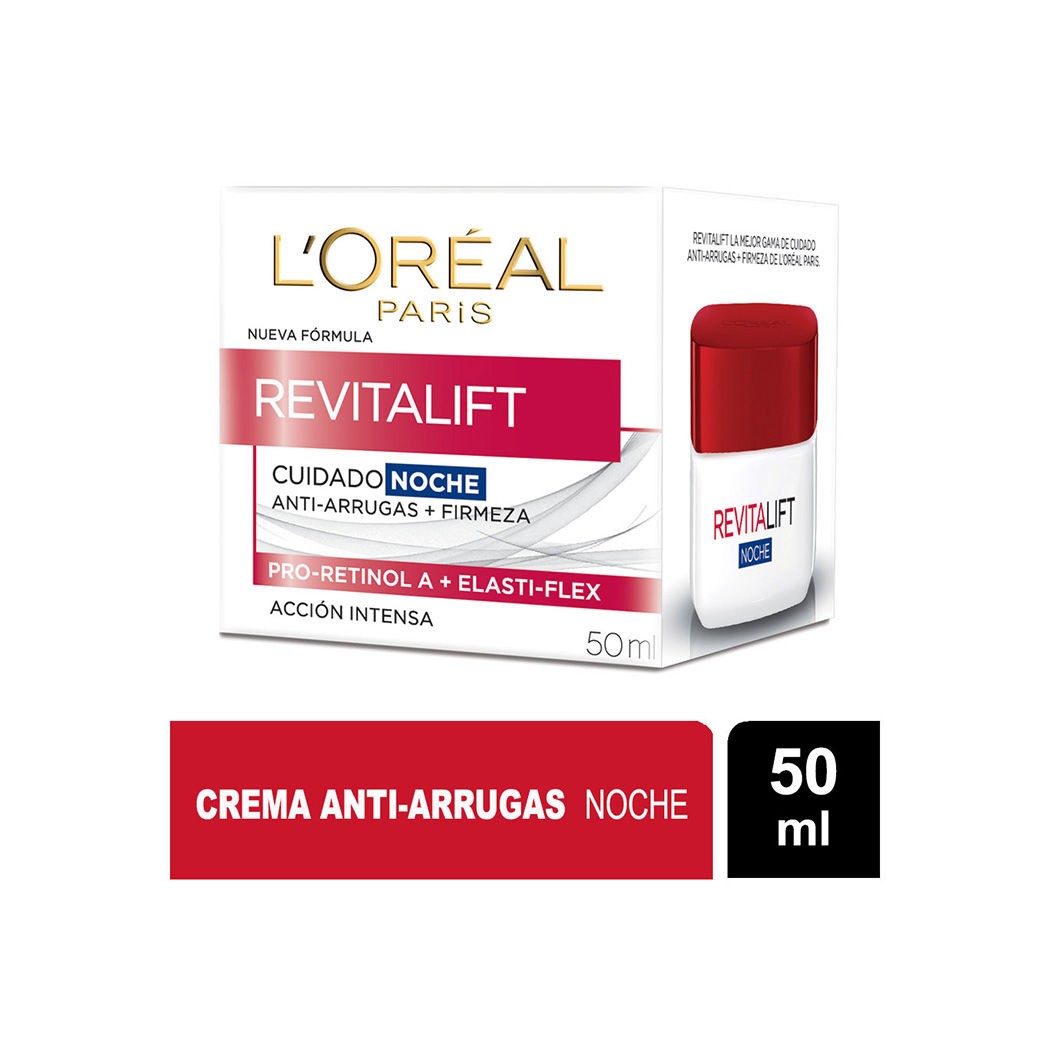 L'ORÉAL
PARiS
NUEVA FÓRMULA
REVITALIFT
CUIDADO NOCHE
ANTI-ARRUGAS + FIRMEZA
PRO-RETINOL A + ELASTI-FLEX
ACCIÓN INTENSA
50ml
REVITALIFT LA MEJOR GAMA DE CUIDADO
ANTI-ARRUGAS + FIRMEZA DE L'ORÉAL PARIS.
L'ORÉAL
REVITALIFT
NOCHE
CREMA ANTI-ARRUGAS NOCHE
50
ml